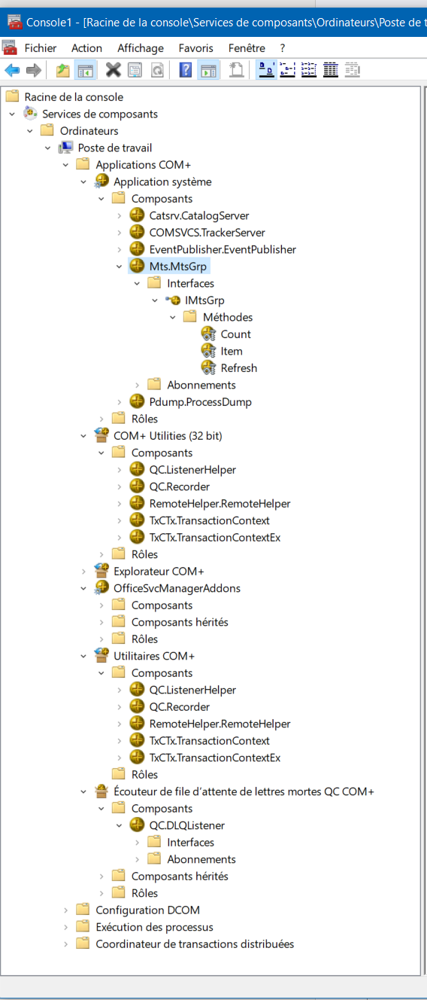 Console1 - [Racine de la console\Services de composants\Ordinateurs\Poste de t
Fichier Action Affichage Favoris Fenêtre ?
Racine de la console
Services de composants
Ordinateurs
Poste de travail
Applications COM+
Application système
Composants
Catsrv.CatalogServer
COMSVCS.TrackerServer
EventPublisher.EventPublisher
Mts.MtsGrp
Interfaces
IMtsGrp
Méthodes
Count
Item
Refresh
Abonnements
Pdump.ProcessDump
Rôles
COM+ Utilities (32 bit)
Composants
QC.ListenerHelper
QC.Recorder
RemoteHelper.RemoteHelper
TxCTx.TransactionContext
TxCTx.TransactionContextEx
Rôles
Explorateur COM+
OfficeSvcManagerAddons
Composants
Composants hérités
Rôles
Utilitaires COM+
Composants
QC.ListenerHelper
QC.Recorder
RemoteHelper.RemoteHelper
TxCTx.TransactionContext
TxCTx.TransactionContextEx
Rôles
Écouteur de file d’attente de lettres mortes QC COM+
Composants
QC.DLQListener
Interfaces
Abonnements
Composants hérités
Rôles
Configuration DCOM
Exécution des processus
Coordinateur de transactions distribuées